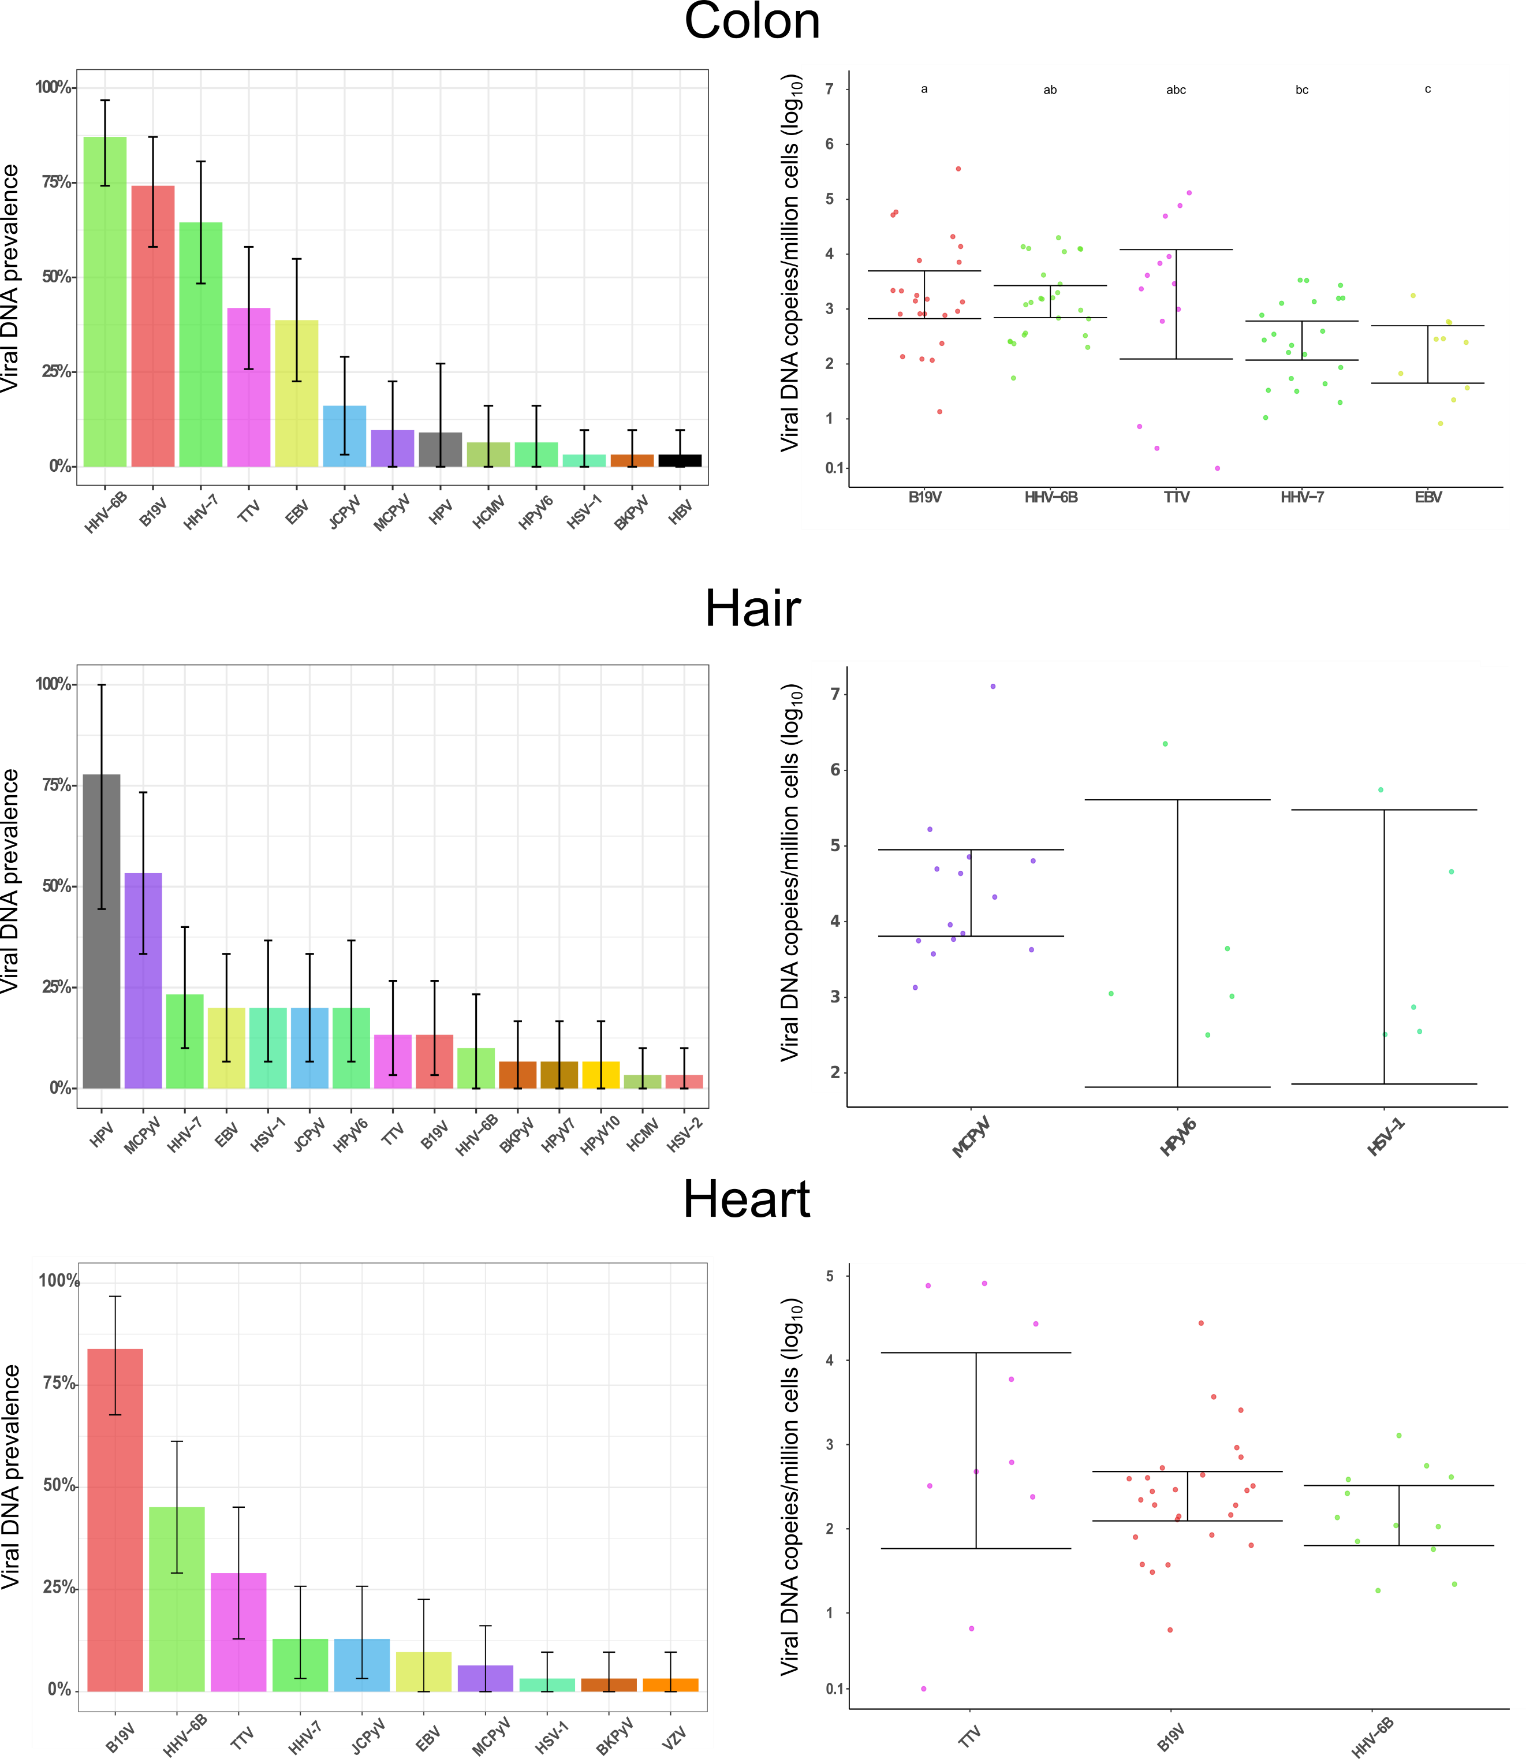 Colon
Viral DNA prevalence
100%
75%
50%
25%
0%
HHV-6B B19V HHV-7 TTV EBV JCPyV MCPyV HPV HCMV HPyV6 HSV-1 BKPyV HBV
Viral DNA copeies/million cells (log10)
7
6
5
4
3
2
1
0.1
a ab abc bc c
B19V HHV-6B TTV HHV-7 EBV
Hair
Viral DNA prevalence
100%
75%
50%
25%
0%
HPV MCPyV HHV-7 EBV HSV-1 JCPyV HPyV6 TTV B19V HHV-6B BKPyV HPyV7 HPyV10 HCMV HSV-2
Viral DNA copeies/million cells (log10)
7
6
5
4
3
2
MCPyV HPyV6 HSV-1
Heart
Viral DNA prevalence
100%
75%
50%
25%
0%
B19V HHV-6B TTV HHV-7 JCPyV EBV MCPyV HSV-1 BKPyV VZV
Viral DNA copeies/million cells (log10)
5
4
3
2
1
0.1
TTV B19V HHV-6B